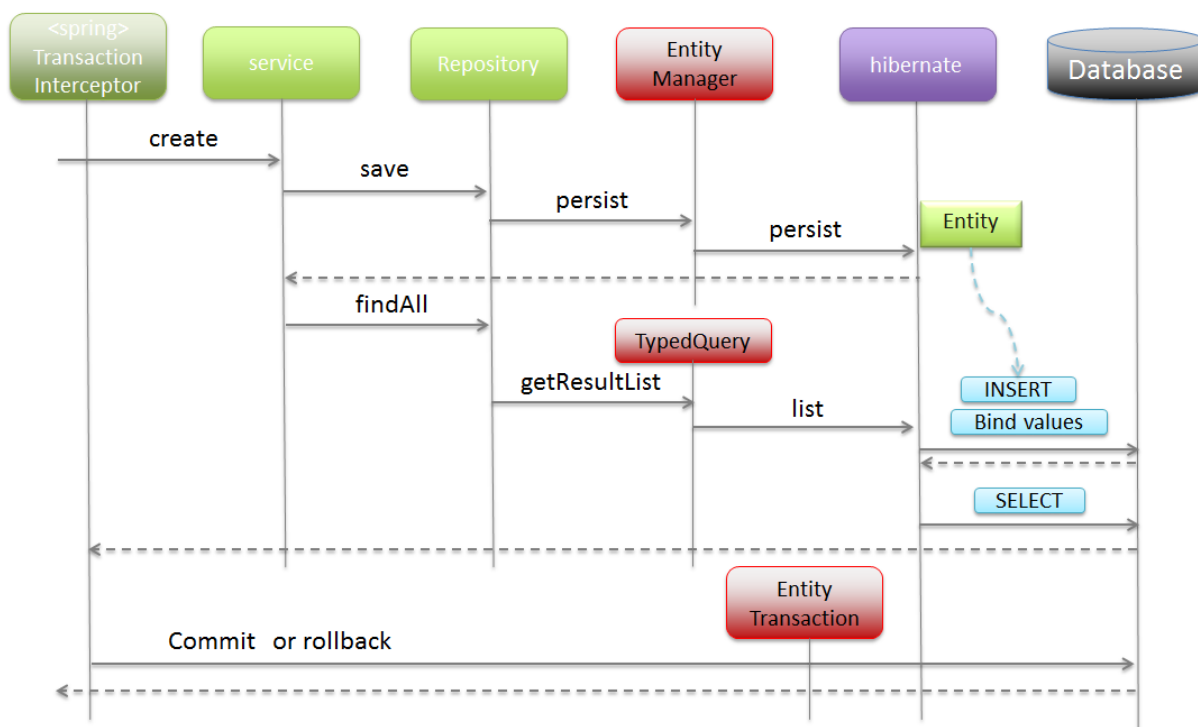 <spring>
Transaction
Interceptor
service
Repository
Entity
Manager
hibernate
Database
create
save
persist
persist
Entity
findAll
TypedQuery
getResultList
list
INSERT
Bind values
SELECT
Entity
Transaction
Commit or rollback